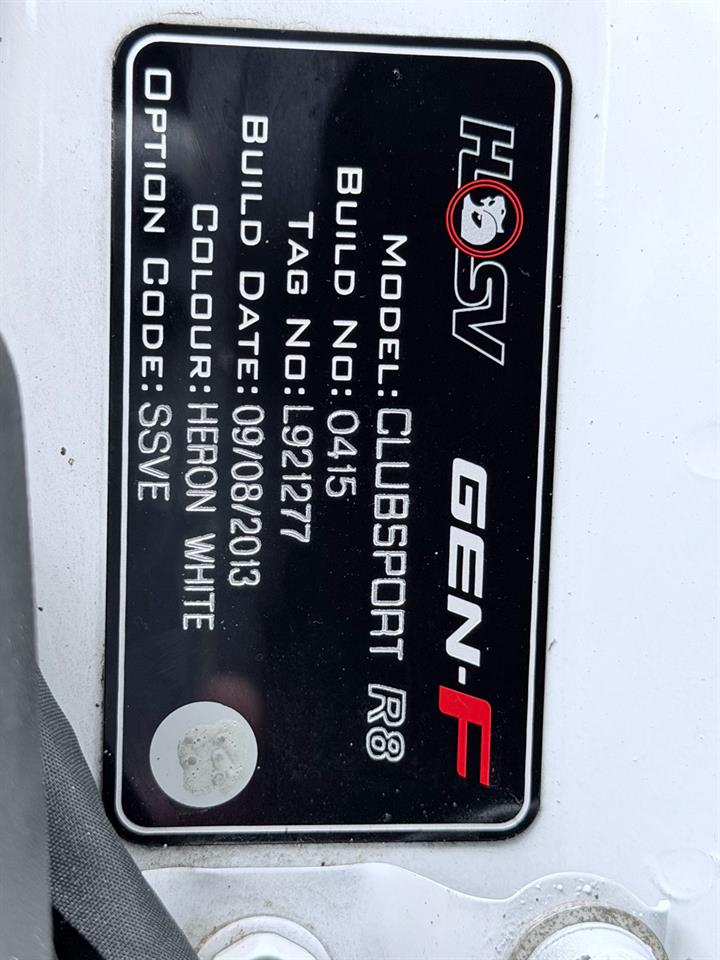 HSV GEN-F
MODEL: CLUBSPORT R8
BUILD NO: 0415
TAG NO: L921277
BUILD DATE: 09/08/2013
COLOUR: HERON WHITE
OPTION CODE: SSVE